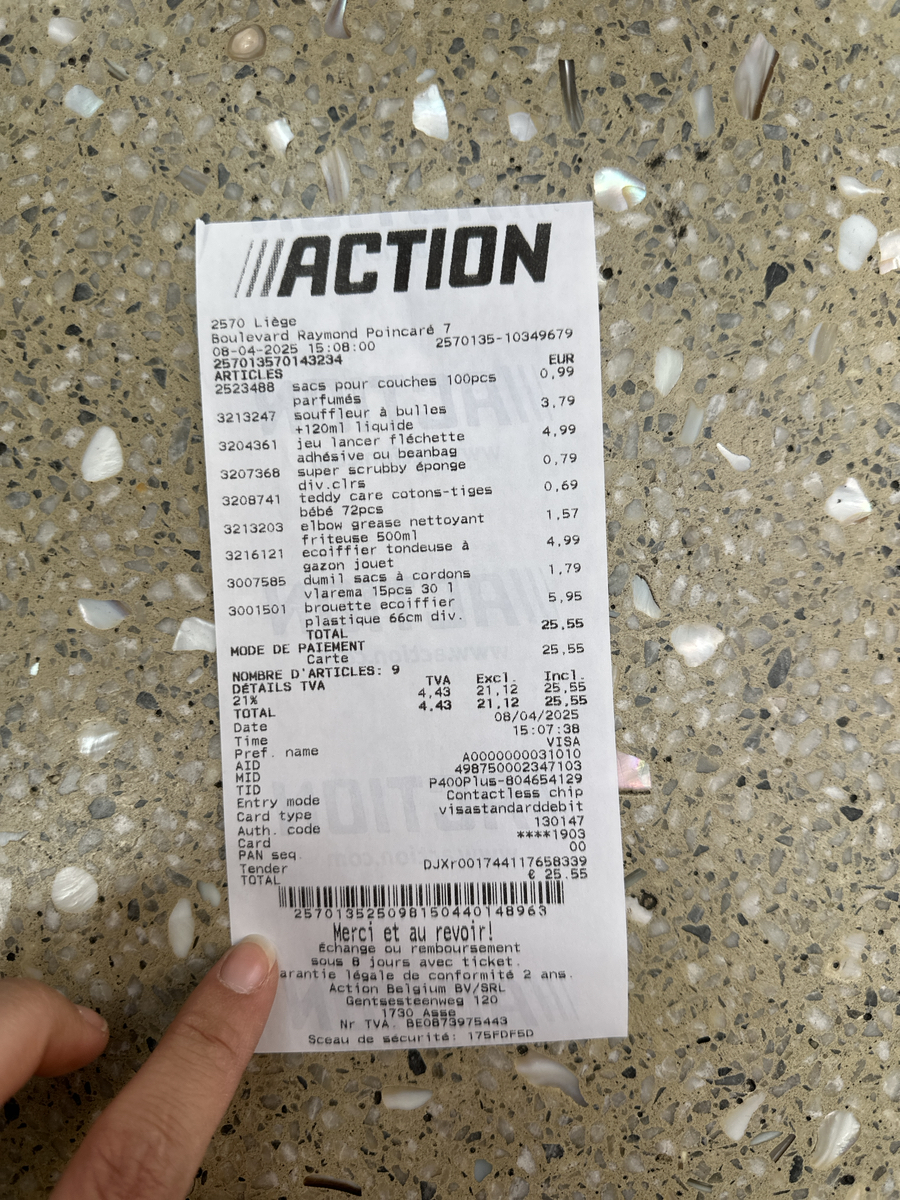 ACTION
2570 Liège
Boulevard Raymond Poincaré 7
08-04-2025 15:08:00 2570135-10349679
257013570143234
ARTICLES EUR
2523488 sacs pour couches 100pcs 0,99
parfumés
3213247 souffleur à bulles 3,79
+120ml liquide
3204361 jeu lancer fléchette 4,99
adhésive ou beanbag
3207368 super scrubby éponge 0,79
div.clrs
3208741 teddy care cotons-tiges 0,69
bébé 72pcs
3213203 elbow grease nettoyant 1,57
friteuse 500ml
3216121 ecoiffier tondeuse à 4,99
gazon jouet
3007585 dumil sacs à cordons 1,79
vlarema 15pcs 30 l
3001501 brouette ecoiffier 5,95
plastique 66cm div.
TOTAL 25,55
MODE DE PAIEMENT
Carte 25,55
NOMBRE D'ARTICLES: 9
DÉTAILS TVA TVA Excl. Incl.
21% 4,43 21,12 25,55
TOTAL 4,43 21,12 25,55
Date 08/04/2025
Time 15:07:38
Pref. name VISA
AID A0000000031010
MID 498750002347103
TID P400Plus-804654129
Entry mode Contactless chip
Card type visastandarddebit
Auth. code 130147
Card ****1903
PAN seq. 00
Tender DJXr001744117658339
TOTAL € 25.55
257013525098150440148963
Merci et au revoir!
Échange ou remboursement
sous 8 jours avec ticket.
arantie légale de conformité 2 ans.
Action Belgium BV/SRL
Gentsesteenweg 120
1730 Asse
Nr TVA. BE0873975443
Sceau de sécurité: 175FDF5D